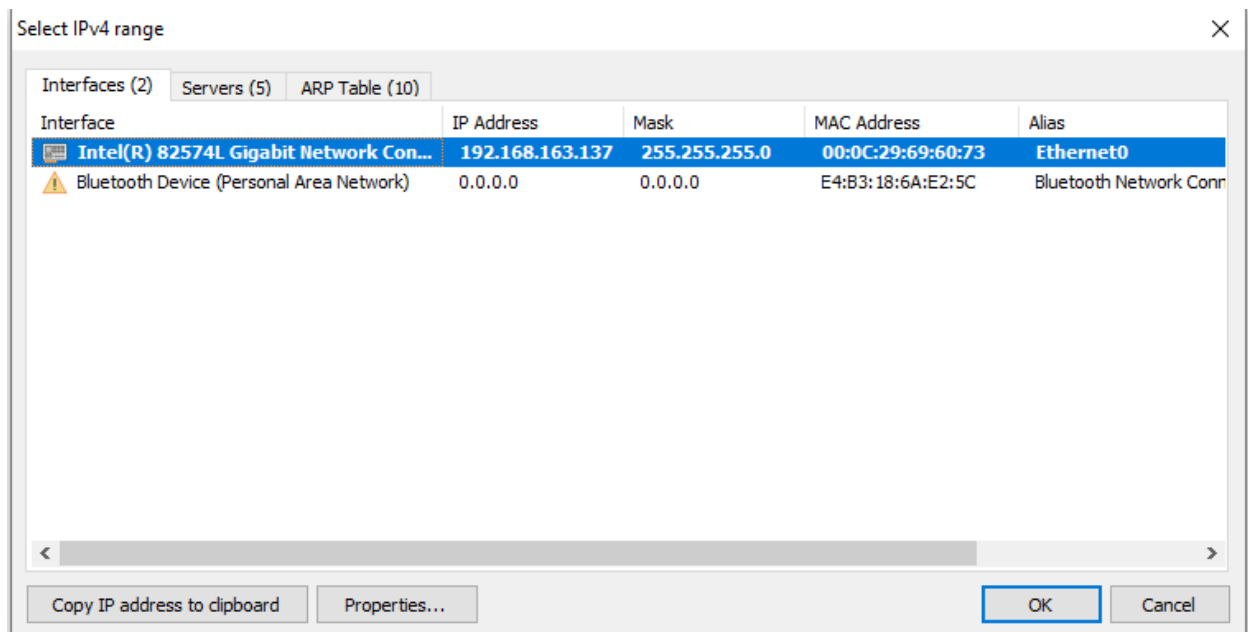 Select IPv4 range
Interfaces (2) Servers (5) ARP Table (10)
Interface IP Address Mask MAC Address Alias
Intel(R) 82574L Gigabit Network Con... 192.168.163.137 255.255.255.0 00:0C:29:69:60:73 Ethernet0
Bluetooth Device (Personal Area Network) 0.0.0.0 0.0.0.0 E4:B3:18:6A:E2:5C Bluetooth Network Conn
Copy IP address to clipboard Properties... OK Cancel